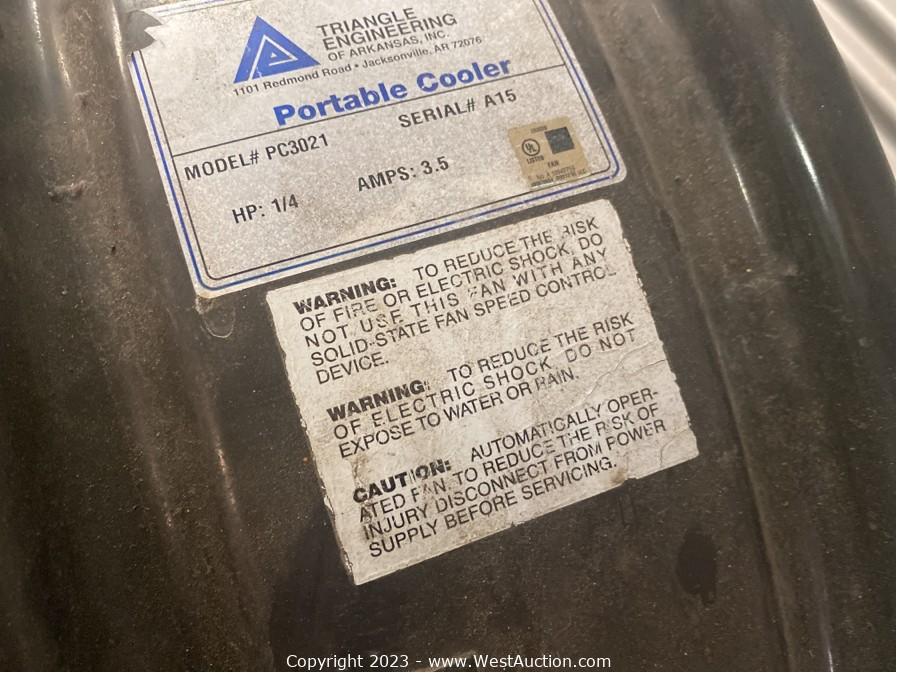 TRIANGLE
ENGINEERING
OF ARKANSAS, INC.
1101 Redmond Road • Jacksonville, AR 72076
Portable Cooler
MODEL# PC3021 SERIAL# A15
HP: 1/4 AMPS: 3.5
UL
LISTED
FAN
WARNING: TO REDUCE THE RISK
OF FIRE OR ELECTRIC SHOCK, DO
NOT USE THIS FAN WITH ANY
SOLID-STATE FAN SPEED CONTROL
DEVICE.
WARNING: TO REDUCE THE RISK
OF ELECTRIC SHOCK, DO NOT
EXPOSE TO WATER OR RAIN.
CAUTION: AUTOMATICALLY OPER-
ATED FAN- TO REDUCE THE RISK OF
INJURY DISCONNECT FROM POWER
SUPPLY BEFORE SERVICING.
Copyright 2023 - www.WestAuction.com